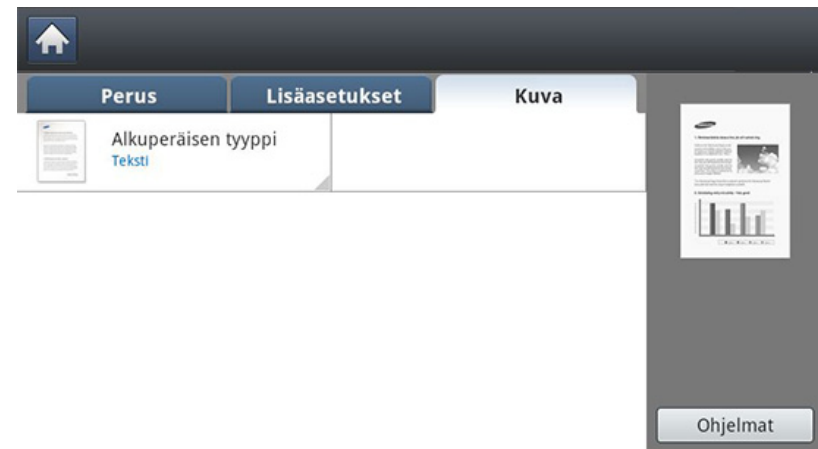 Perus
Lisäasetukset
Kuva
Alkuperäisen tyyppi
Teksti
Ohjelmat